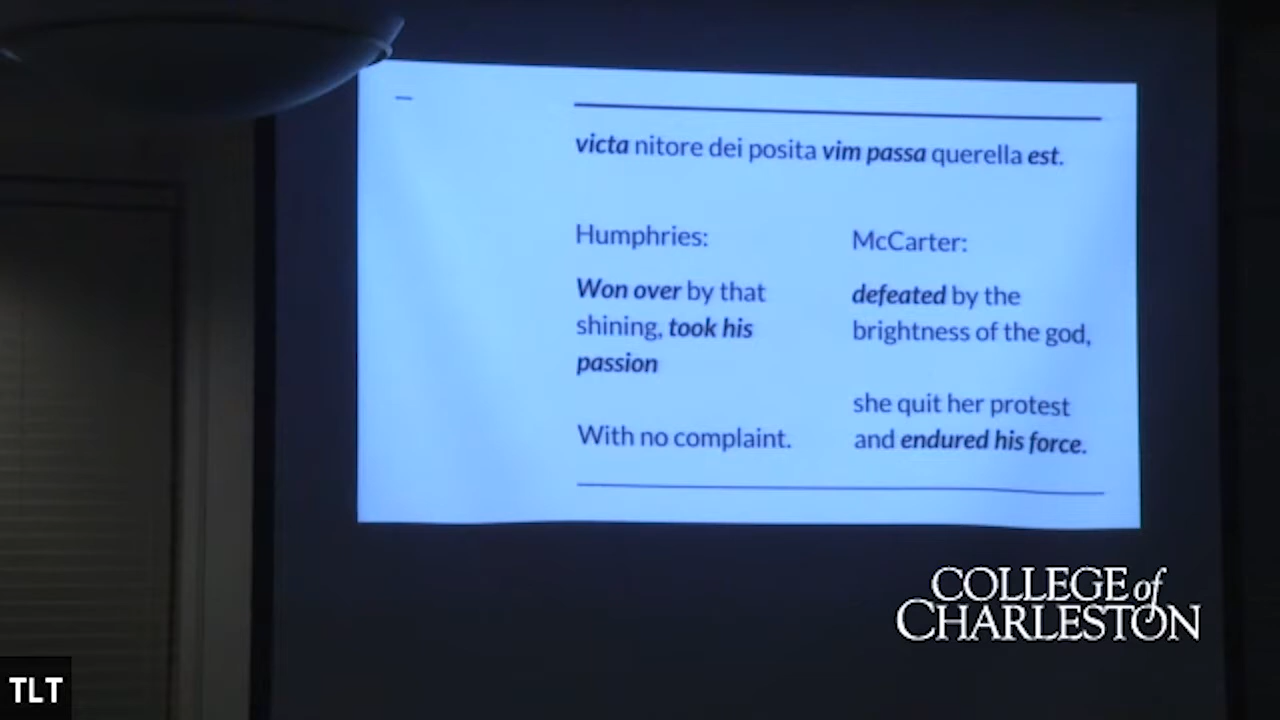 victa nitore dei posita vim passa querella est.
Humphries:
Won over by that
shining, took his
passion
With no complaint.
McCarter:
defeated by the
brightness of the god,
she quit her protest
and endured his force.
COLLEGE of
CHARLESTON
TLT